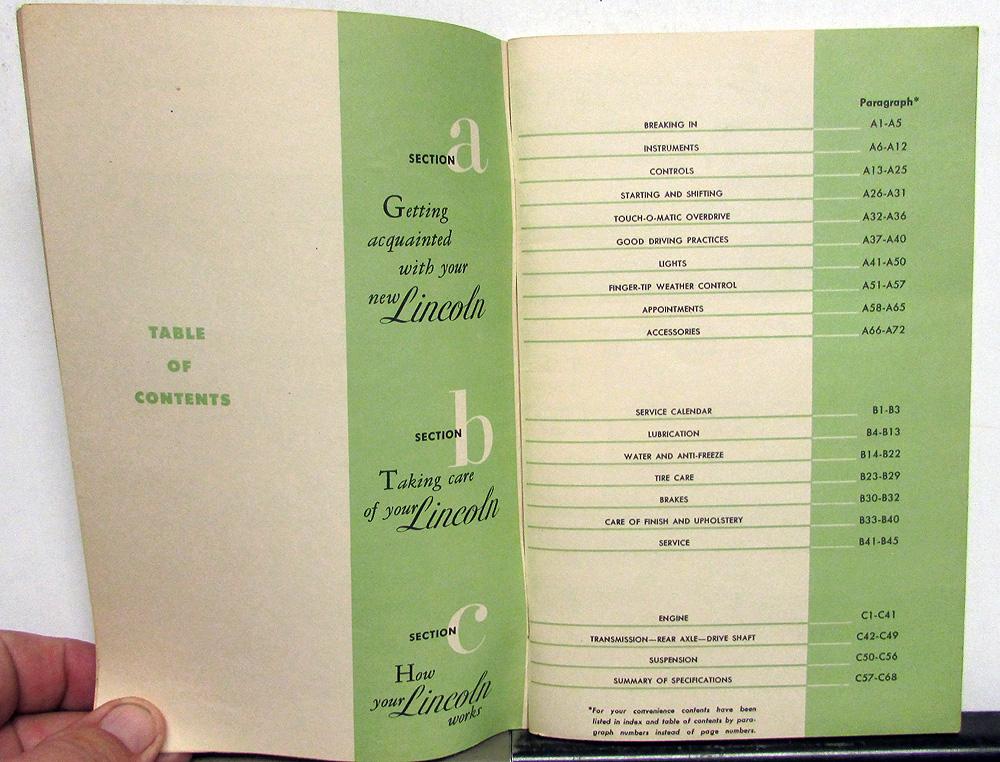 TABLE
OF
CONTENTS
SECTION a
Getting
acquainted
with your
new Lincoln
SECTION b
Taking care
of your Lincoln
SECTION c
How
your Lincoln
works
Paragraph*
BREAKING IN A1-A5
INSTRUMENTS A6-A12
CONTROLS A13-A25
STARTING AND SHIFTING A26-A31
TOUCH-O-MATIC OVERDRIVE A32-A36
GOOD DRIVING PRACTICES A37-A40
LIGHTS A41-A50
FINGER-TIP WEATHER CONTROL A51-A57
APPOINTMENTS A58-A65
ACCESSORIES A66-A72
SERVICE CALENDAR B1-B3
LUBRICATION B4-B13
WATER AND ANTI-FREEZE B14-B22
TIRE CARE B23-B29
BRAKES B30-B32
CARE OF FINISH AND UPHOLSTERY B33-B40
SERVICE B41-B45
ENGINE C1-C41
TRANSMISSION—REAR AXLE—DRIVE SHAFT C42-C49
SUSPENSION C50-C56
SUMMARY OF SPECIFICATIONS C57-C68
*For your convenience contents have been
listed in index and table of contents by para-
graph numbers instead of page numbers.